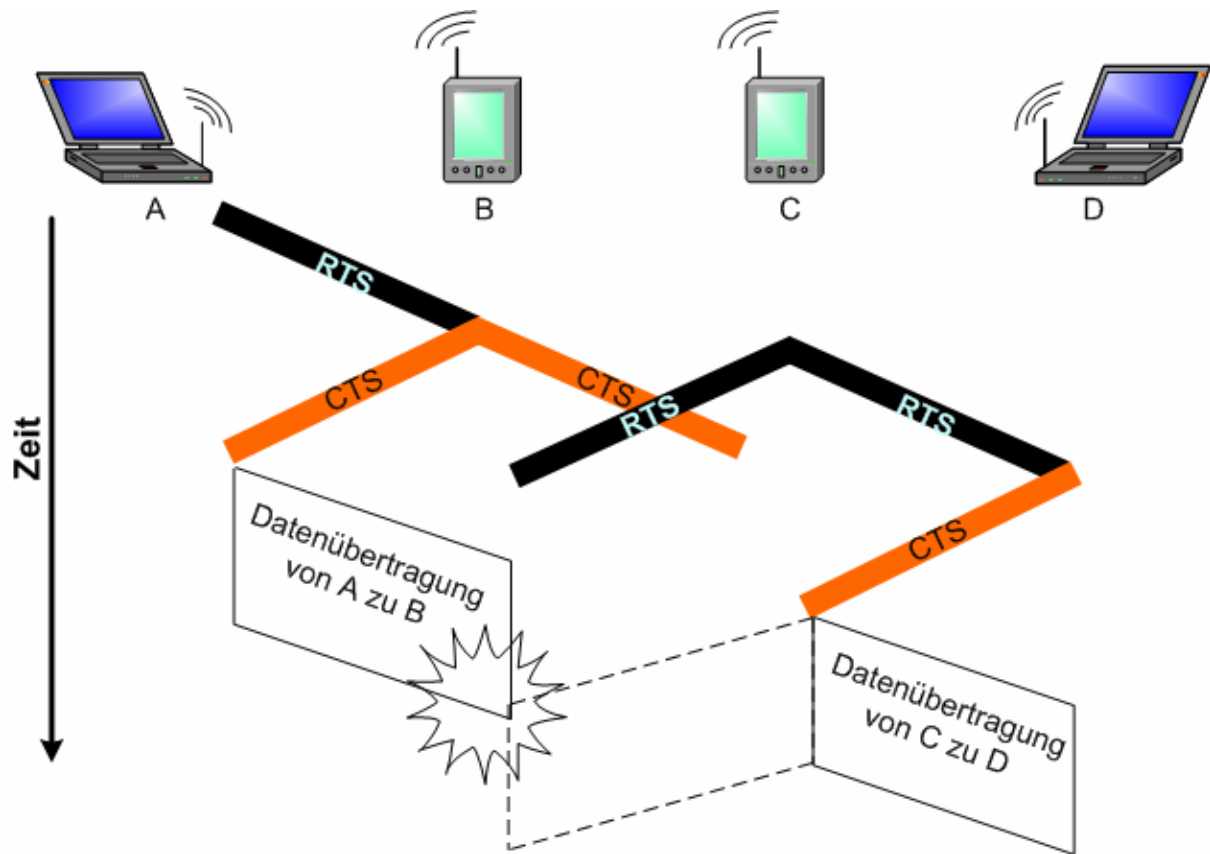 A
B
C
D
RTS
CTS
CTS
RTS
RTS
CTS
Zeit
Datenübertragung
von A zu B
Datenübertragung
von C zu D